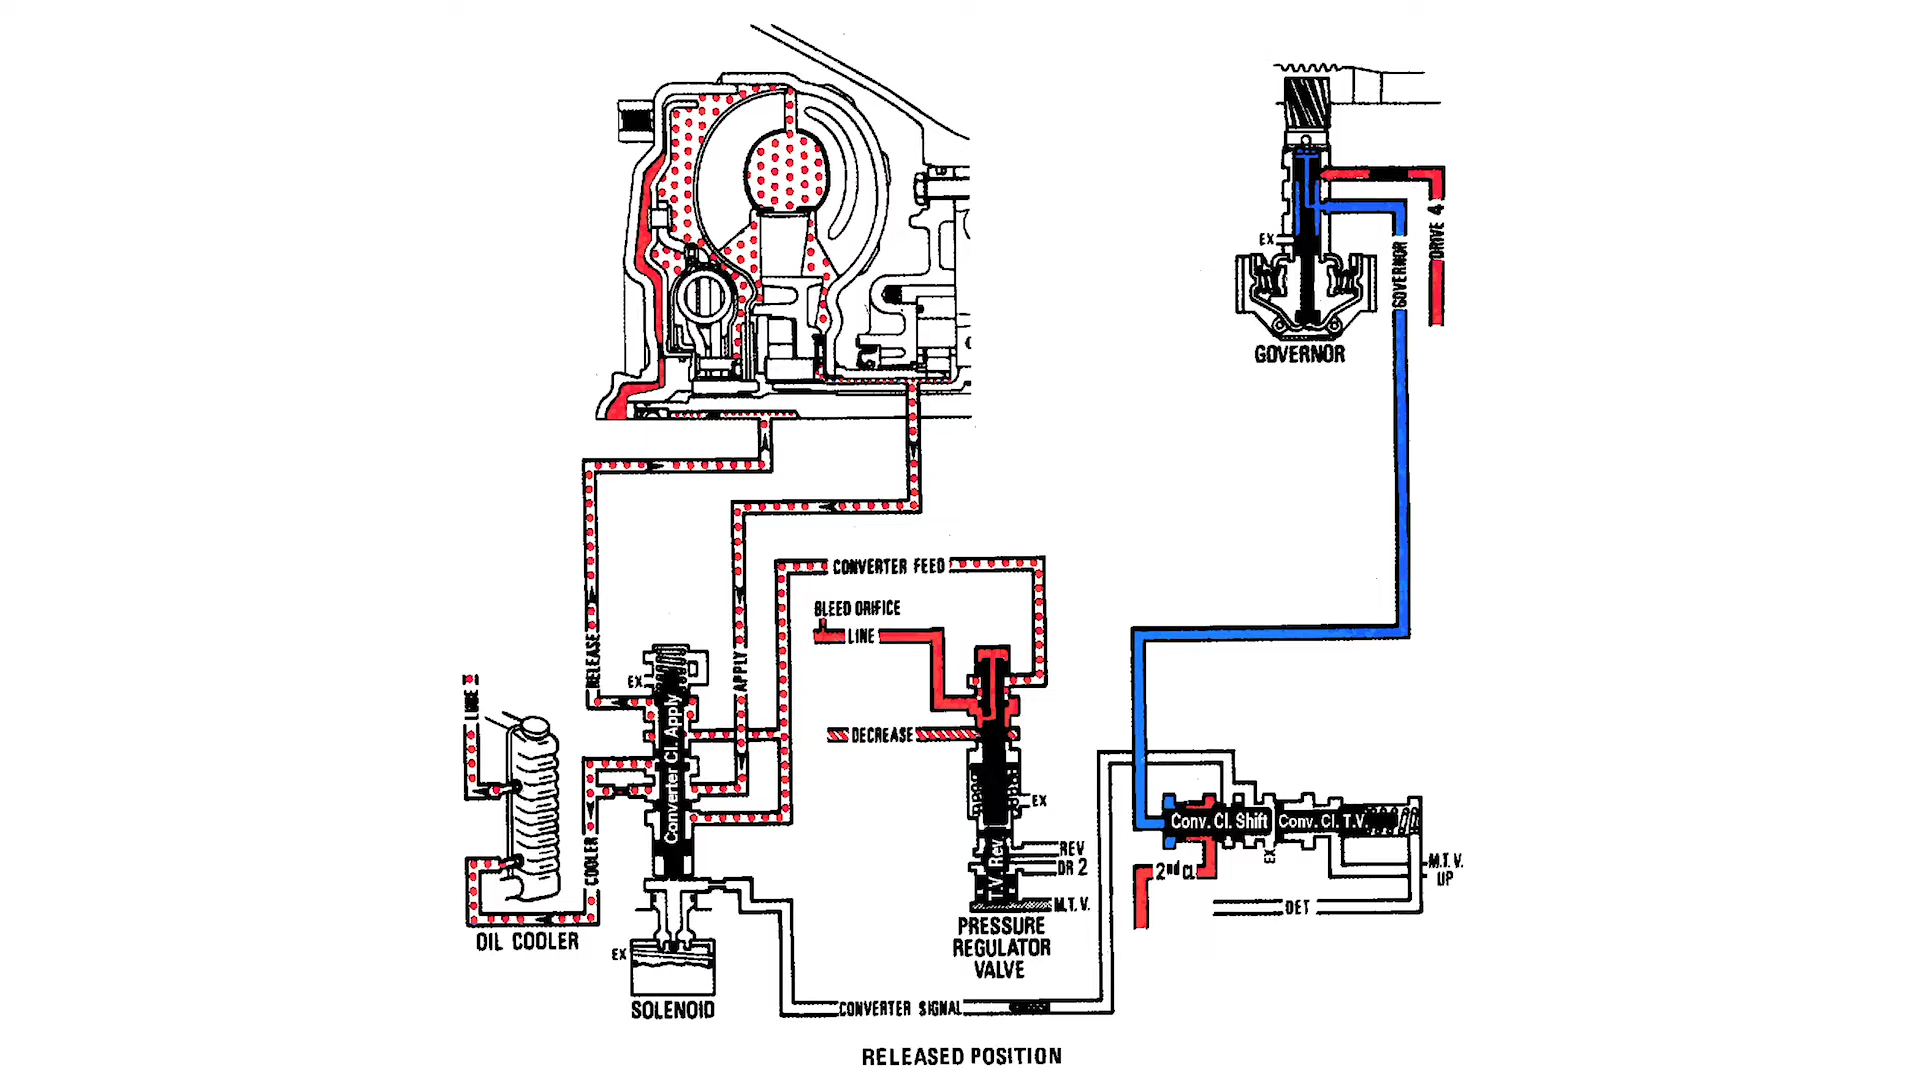 EX
DRIVE 4
GOVERNOR
GOVERNOR
CONVERTER FEED
BLEED ORIFICE
LINE
RELEASE
APPLY
EX
LINE
Converter Cl. Apply
DECREASE
EX
COOLER
Conv. Cl. Shift
Conv. Cl. T.V.
EX
REV
DR 2
T.V. Rev
M.T.V.
2nd CL
M.T.V.
UP
DET
PRESSURE
REGULATOR
VALVE
OIL COOLER
EX
SOLENOID
CONVERTER SIGNAL
RELEASED POSITION